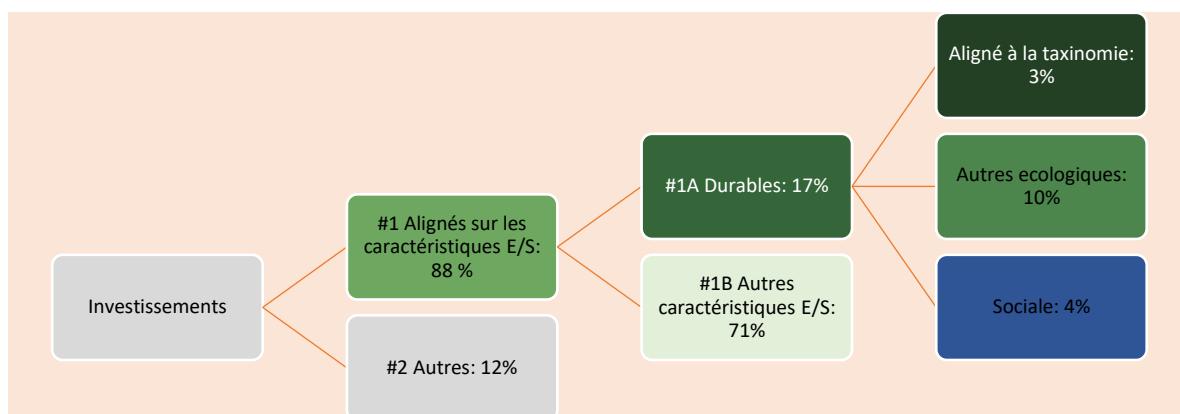 Aligné à la taxinomie:
3%
#1A Durables: 17%
Autres ecologiques:
10%
#1 Alignés sur les
caractéristiques E/S:
88 %
Investissements
#1B Autres
caractéristiques E/S:
71%
Sociale: 4%
#2 Autres: 12%